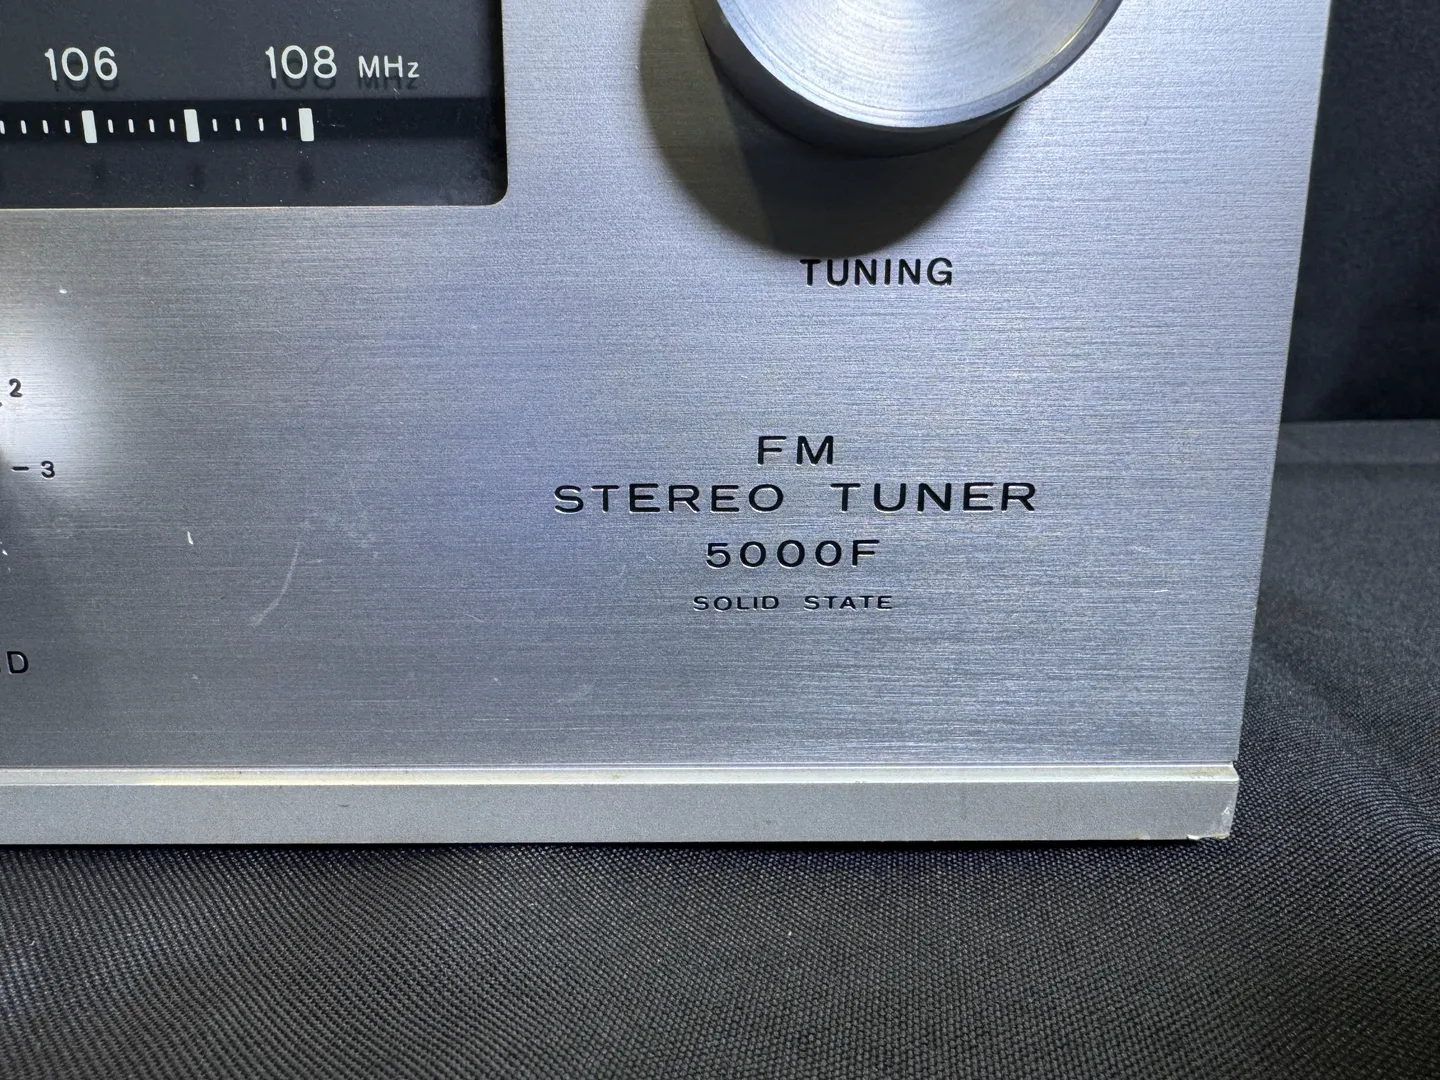 106 108 MHz
TUNING
2
-3
FM
STEREO TUNER
5000F
SOLID STATE
D